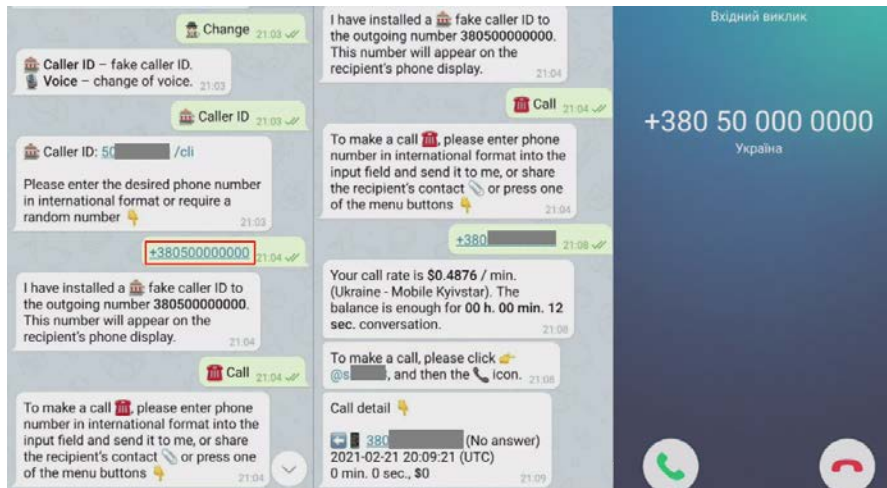 Change 21:03
Caller ID – fake caller ID.
Voice – change of voice. 21:03
Caller ID 21:03
Caller ID: 50 /cli
Please enter the desired phone number
in international format or require a
random number 21:03
+380500000000 21:04
I have installed a fake caller ID to
the outgoing number 380500000000.
This number will appear on the
recipient's phone display. 21:04
Call 21:04
To make a call , please enter phone
number in international format into the
input field and send it to me, or share
the recipient's contact or press one
of the menu buttons 21:04
I have installed a fake caller ID to
the outgoing number 380500000000.
This number will appear on the
recipient's phone display. 21:04
Call 21:04
To make a call , please enter phone
number in international format into the
input field and send it to me, or share
the recipient's contact or press one
of the menu buttons 21:04
+380 21:08
Your call rate is $0.4876 / min.
(Ukraine - Mobile Kyivstar). The
balance is enough for 00 h. 00 min. 12
sec. conversation. 21:08
To make a call, please click
@s , and then the icon. 21:08
Call detail
380 (No answer)
2021-02-21 20:09:21 (UTC)
0 min. 0 sec., $0 21:09
Вхідний виклик
+380 50 000 0000
Україна